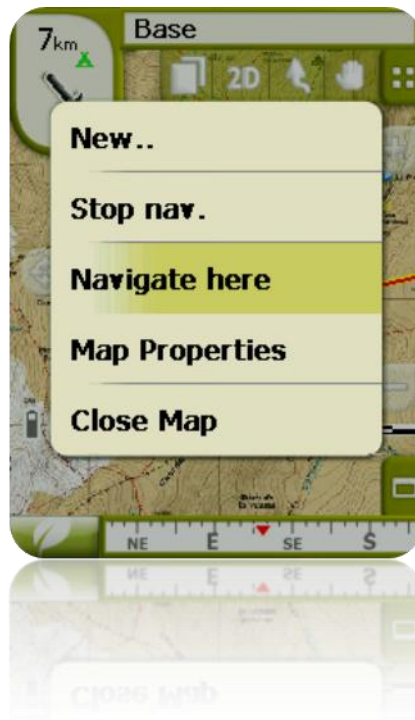 7km
Base
2D
New..
Stop nav.
Navigate here
Map Properties
Close Map
NE E SE S